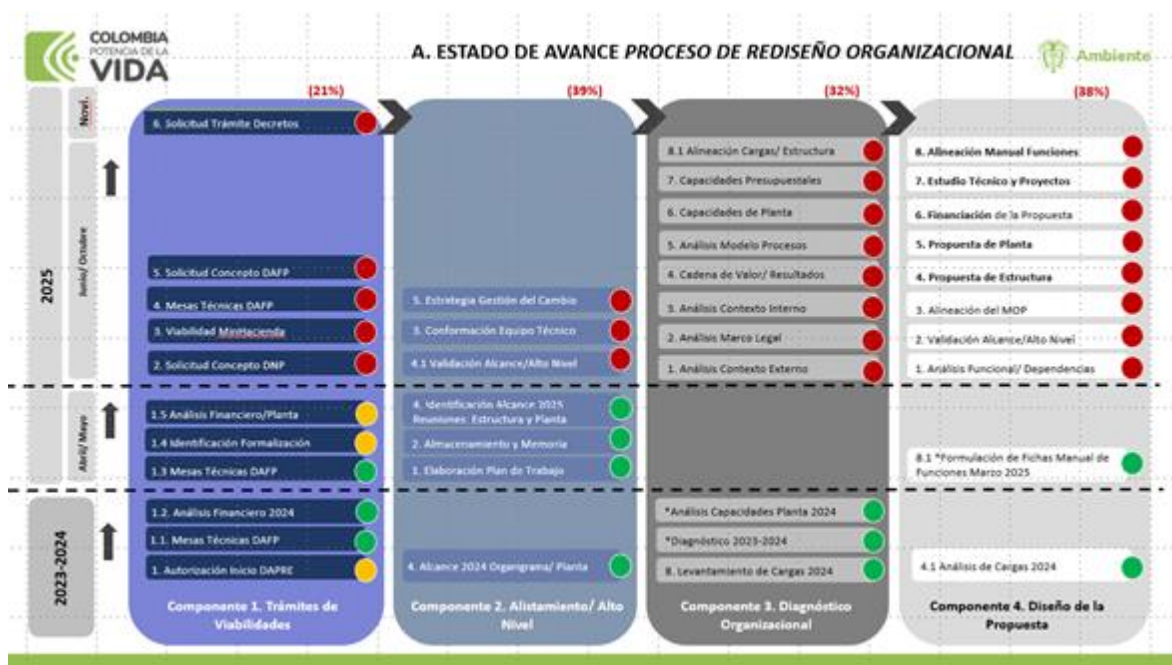 COLOMBIA
POTENCIA DE LA
VIDA
A. ESTADO DE AVANCE PROCESO DE REDISEÑO ORGANIZACIONAL
Ambiente
(21%)
(39%)
(32%)
(38%)
2025
Novi.
Junio/ Octubre
Abril/ Mayo
2023-2024
6. Solicitud Trámite Decretos
5. Solicitud Concepto DAFP
4. Mesas Técnicas DAFP
3. Viabilidad MinHacienda
2. Solicitud Concepto DNP
1.5 Análisis Financiero/Planta
1.4 Identificación Formalización
1.3 Mesas Técnicas DAFP
1.2. Análisis Financiero 2024
1.1. Mesas Técnicas DAFP
1. Autorización Inicio DAPRE
Componente 1. Trámites de
Viabilidades
5. Estrategia Gestión del Cambio
3. Conformación Equipo Técnico
4.1 Validación Alcance/Alto Nivel
4. Identificación Alcance 2025
Reuniones: Estructura y Planta
2. Almacenamiento y Memoria
1. Elaboración Plan de Trabajo
4. Alcance 2024 Organigrama/ Planta
Componente 2. Alistamiento/ Alto
Nivel
8.1 Alineación Cargas/ Estructura
7. Capacidades Presupuestales
6. Capacidades de Planta
5. Análisis Modelo Procesos
4. Cadena de Valor/ Resultados
3. Análisis Contexto Interno
2. Análisis Marco Legal
1. Análisis Contexto Externo
*Análisis Capacidades Planta 2024
*Diagnóstico 2023-2024
8. Levantamiento de Cargas 2024
Componente 3. Diagnóstico
Organizacional
8. Alineación Manual Funciones
7. Estudio Técnico y Proyectos
6. Financiación de la Propuesta
5. Propuesta de Planta
4. Propuesta de Estructura
3. Alineación del MOP
2. Validación Alcance/Alto Nivel
1. Análisis Funcional/ Dependencias
8.1 *Formulación de Fichas Manual de
Funciones Marzo 2025
4.1 Análisis de Cargas 2024
Componente 4. Diseño de la
Propuesta